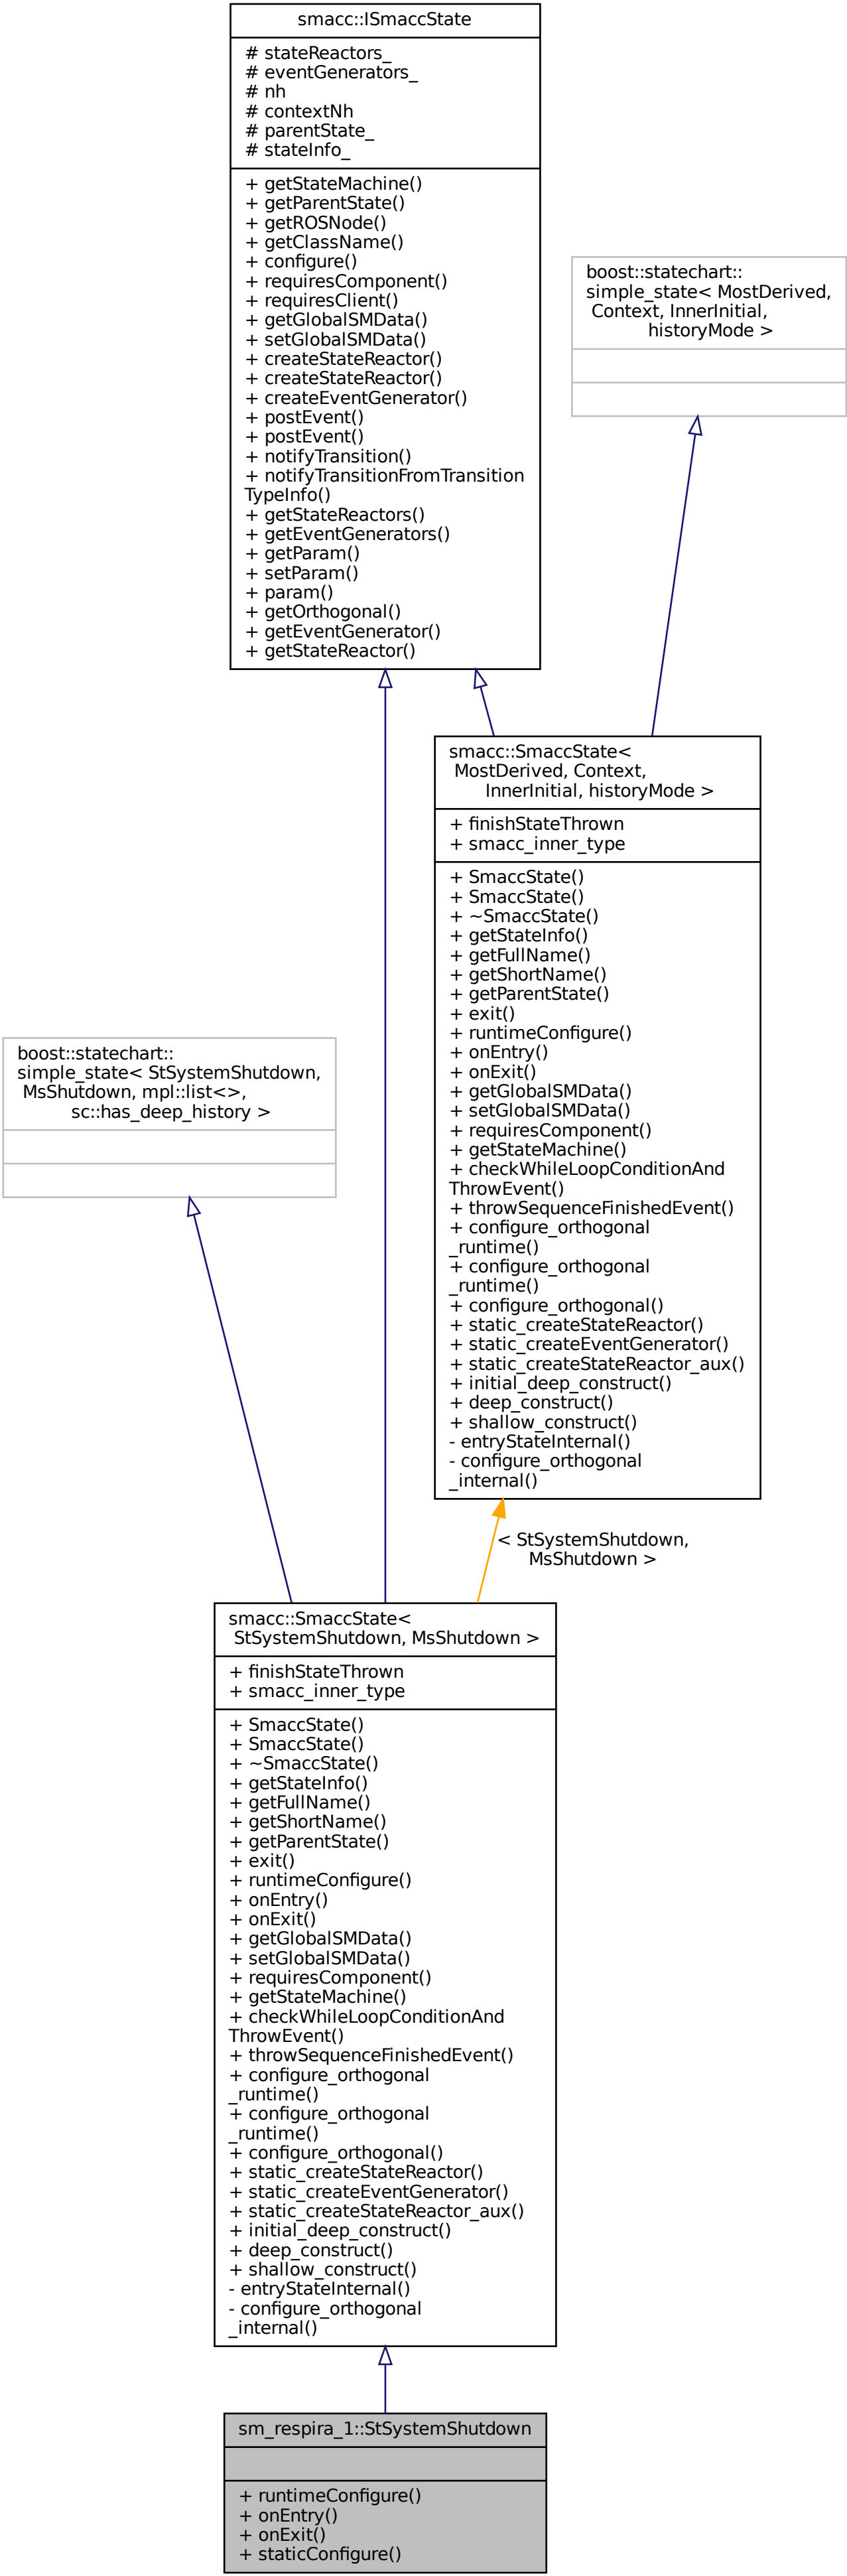 smacc::ISmaccState
# stateReactors_
# eventGenerators_
# nh
# contextNh
# parentState_
# stateInfo_
+ getStateMachine()
+ getParentState()
+ getROSNode()
+ getClassName()
+ configure()
+ requiresComponent()
+ requiresClient()
+ getGlobalSMData()
+ setGlobalSMData()
+ createStateReactor()
+ createStateReactor()
+ createEventGenerator()
+ postEvent()
+ postEvent()
+ notifyTransition()
+ notifyTransitionFromTransition
TypeInfo()
+ getStateReactors()
+ getEventGenerators()
+ getParam()
+ setParam()
+ param()
+ getOrthogonal()
+ getEventGenerator()
+ getStateReactor()
boost::statechart::
simple_state< MostDerived,
Context, InnerInitial,
historyMode >
smacc::SmaccState<
MostDerived, Context,
InnerInitial, historyMode >
+ finishStateThrown
+ smacc_inner_type
+ SmaccState()
+ SmaccState()
+ ~SmaccState()
+ getStateInfo()
+ getFullName()
+ getShortName()
+ getParentState()
+ exit()
+ runtimeConfigure()
+ onEntry()
+ onExit()
+ getGlobalSMData()
+ setGlobalSMData()
+ requiresComponent()
+ getStateMachine()
+ checkWhileLoopConditionAnd
ThrowEvent()
+ throwSequenceFinishedEvent()
+ configure_orthogonal
_runtime()
+ configure_orthogonal
_runtime()
+ configure_orthogonal()
+ static_createStateReactor()
+ static_createEventGenerator()
+ static_createStateReactor_aux()
+ initial_deep_construct()
+ deep_construct()
+ shallow_construct()
- entryStateInternal()
- configure_orthogonal
_internal()
boost::statechart::
simple_state< StSystemShutdown,
MsShutdown, mpl::list<>,
sc::has_deep_history >
< StSystemShutdown,
MsShutdown >
smacc::SmaccState<
StSystemShutdown, MsShutdown >
+ finishStateThrown
+ smacc_inner_type
+ SmaccState()
+ SmaccState()
+ ~SmaccState()
+ getStateInfo()
+ getFullName()
+ getShortName()
+ getParentState()
+ exit()
+ runtimeConfigure()
+ onEntry()
+ onExit()
+ getGlobalSMData()
+ setGlobalSMData()
+ requiresComponent()
+ getStateMachine()
+ checkWhileLoopConditionAnd
ThrowEvent()
+ throwSequenceFinishedEvent()
+ configure_orthogonal
_runtime()
+ configure_orthogonal
_runtime()
+ configure_orthogonal()
+ static_createStateReactor()
+ static_createEventGenerator()
+ static_createStateReactor_aux()
+ initial_deep_construct()
+ deep_construct()
+ shallow_construct()
- entryStateInternal()
- configure_orthogonal
_internal()
sm_respira_1::StSystemShutdown
+ runtimeConfigure()
+ onEntry()
+ onExit()
+ staticConfigure()